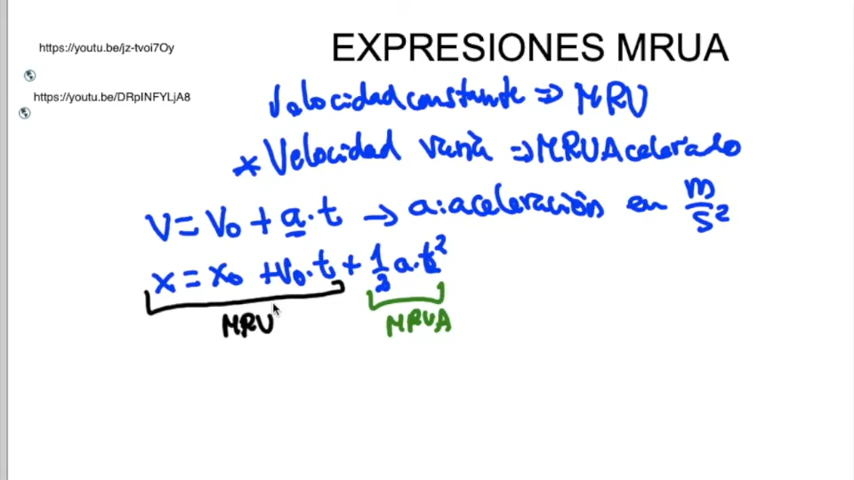 https://youtu.be/jz-tvoi7Oy
EXPRESIONES MRUA
https://youtu.be/DRpINFYLjA8
Velocidad constante => MRU
* Velocidad varia => MRUAcelerado
V = V₀ + a·t → a: aceleración en m/s²
x = x₀ + V₀·t + 1/2 a·t²
MRU
MRUA